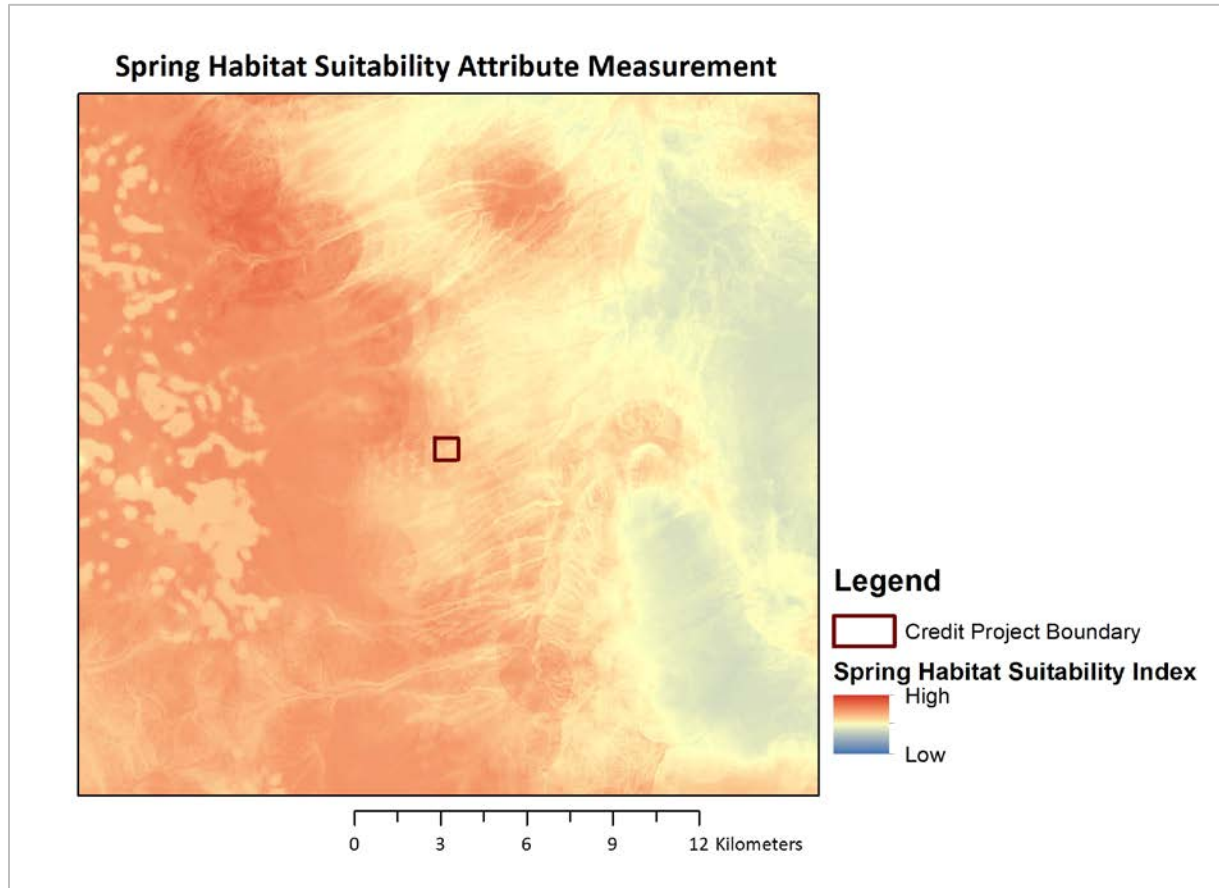 Spring Habitat Suitability Attribute Measurement
Legend
Credit Project Boundary
Spring Habitat Suitability Index
High
Low
0 3 6 9 12 Kilometers